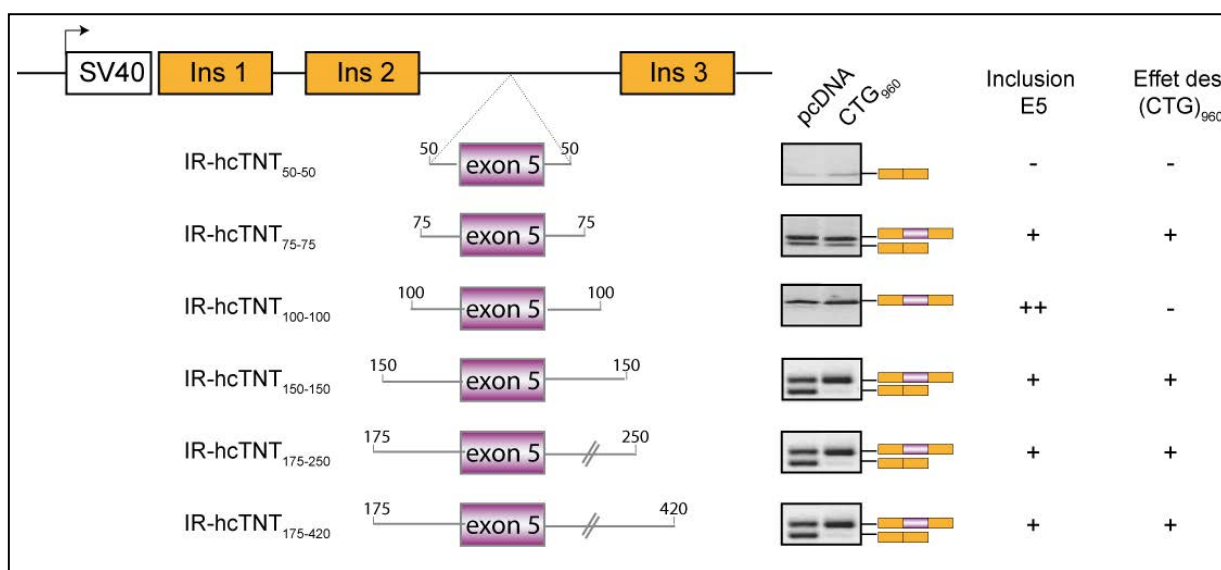 SV40 Ins 1 Ins 2 Ins 3
pcDNA CTG960 Inclusion E5 Effet des (CTG)960
IR-hcTNT50-50 50 exon 5 50 - -
IR-hcTNT75-75 75 exon 5 75 + +
IR-hcTNT100-100 100 exon 5 100 ++ -
IR-hcTNT150-150 150 exon 5 150 + +
IR-hcTNT175-250 175 exon 5 250 + +
IR-hcTNT175-420 175 exon 5 420 + +